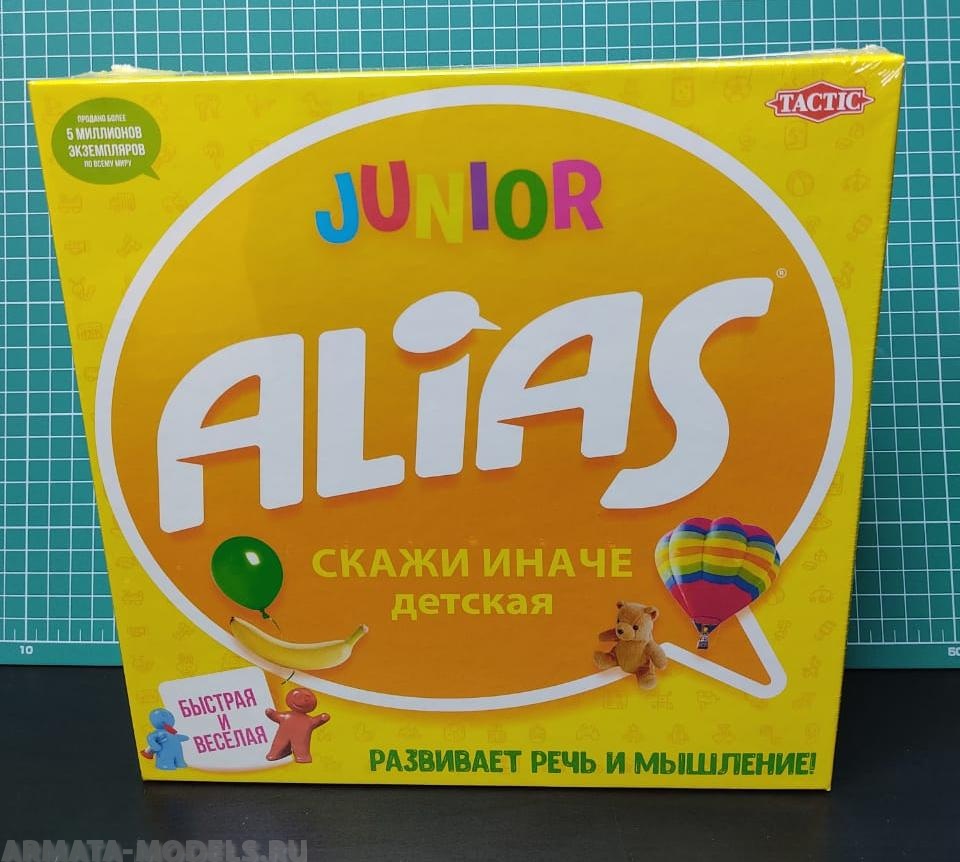 ПРОДАНО БОЛЕЕ
5 МИЛЛИОНОВ
ЭКЗЕМПЛЯРОВ
ПО ВСЕМУ МИРУ
TACTIC
JUNIOR
ALiAS®
СКАЖИ ИНАЧЕ
детская
10
БЫСТРАЯ
И
ВЕСЕЛАЯ
РАЗВИВАЕТ РЕЧЬ И МЫШЛЕНИЕ!
ARMATA-MODELS.RU